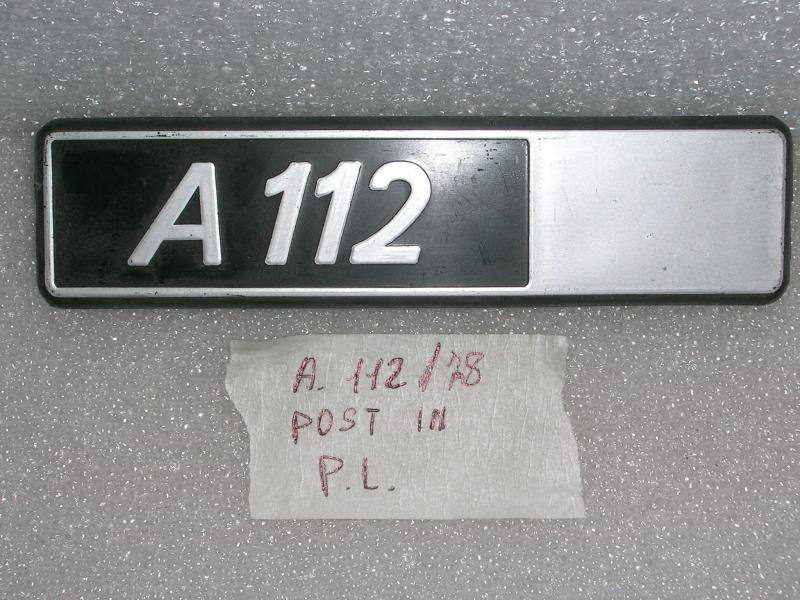 A 112
A. 112/78
POST IN
P.L.